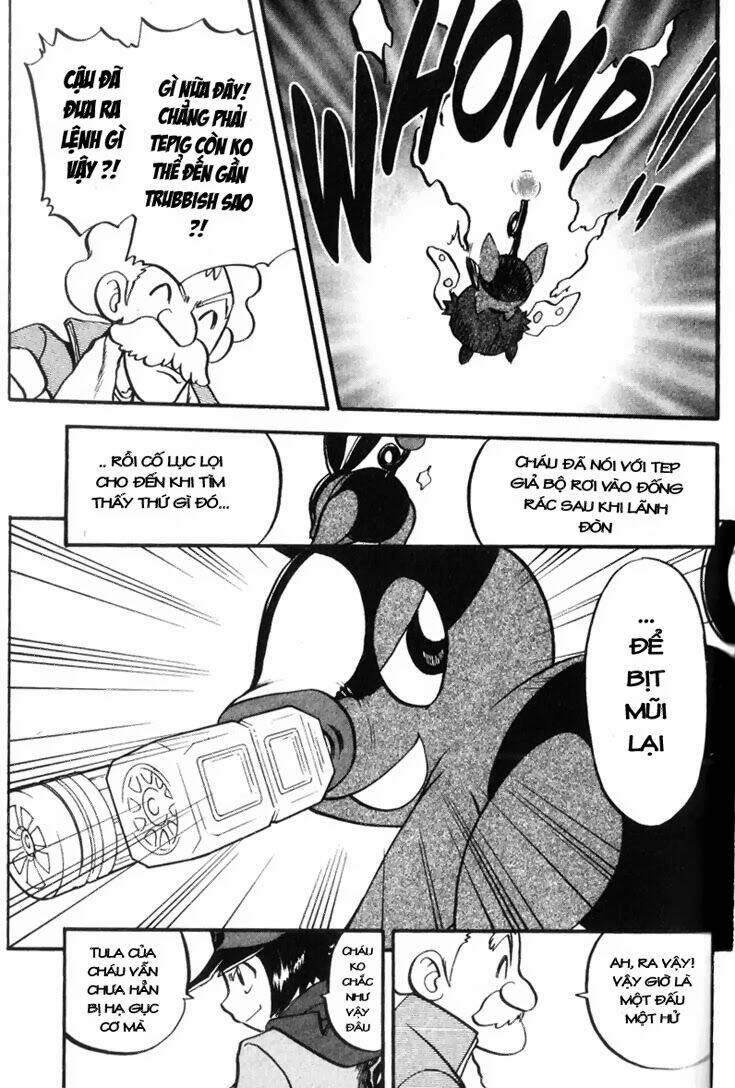 WHOMP!!
GÌ NỮA ĐÂY!
CHẲNG PHẢI
TEPIG CÒN KO
THỂ ĐẾN GẦN
TRUBBISH SAO
?!
CẬU ĐÃ
ĐƯA RA
LỆNH GÌ
VẬY ?!
CHÁU ĐÃ NÓI VỚI TEP
GIẢ BỘ RƠI VÀO ĐỐNG
RÁC SAU KHI LÃNH
ĐÒN
.. RỒI CỐ LỤC LỌI
CHO ĐẾN KHI TÌM
THẤY THỨ GÌ ĐÓ...
...
ĐỂ
BỊT
MŨI
LẠI
AH, RA VẬY!
VẬY GIỜ LÀ
MỘT ĐẤU
MỘT HỬ
CHÁU
KO
CHẮC
NHƯ
VẬY
ĐÂU
TULA CỦA
CHÁU VẪN
CHƯA HẲN
BỊ HẠ GỤC
CƠ MÀ